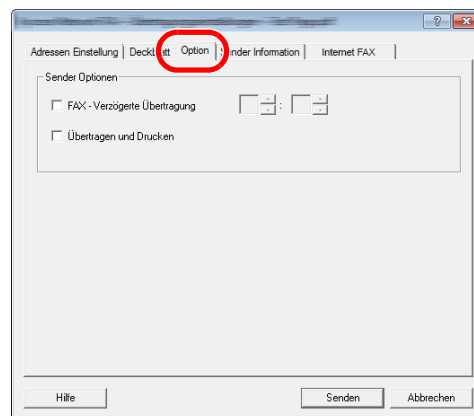 Adressen Einstellung Deckblatt Option Sender Information Internet FAX
Sender Optionen
FAX - Verzögerte Übertragung :
Übertragen und Drucken
Hilfe Senden Abbrechen